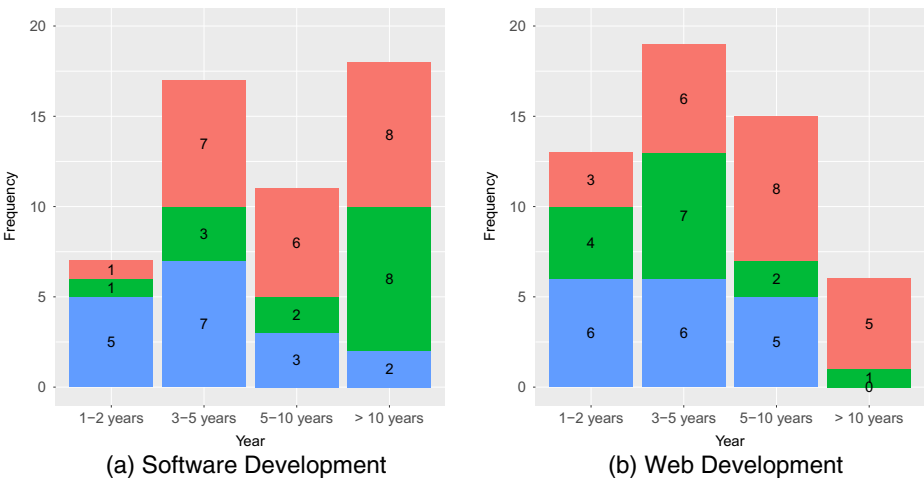 20
15
10
5
0
Frequency
7
8
1
3
6
1
8
2
5
7
3
2
1−2 years
3−5 years
5−10 years
> 10 years
Year
(a) Software Development
20
15
10
5
0
Frequency
6
3
8
7
4
5
2
6
6
5
1
0
1−2 years
3−5 years
5−10 years
> 10 years
Year
(b) Web Development